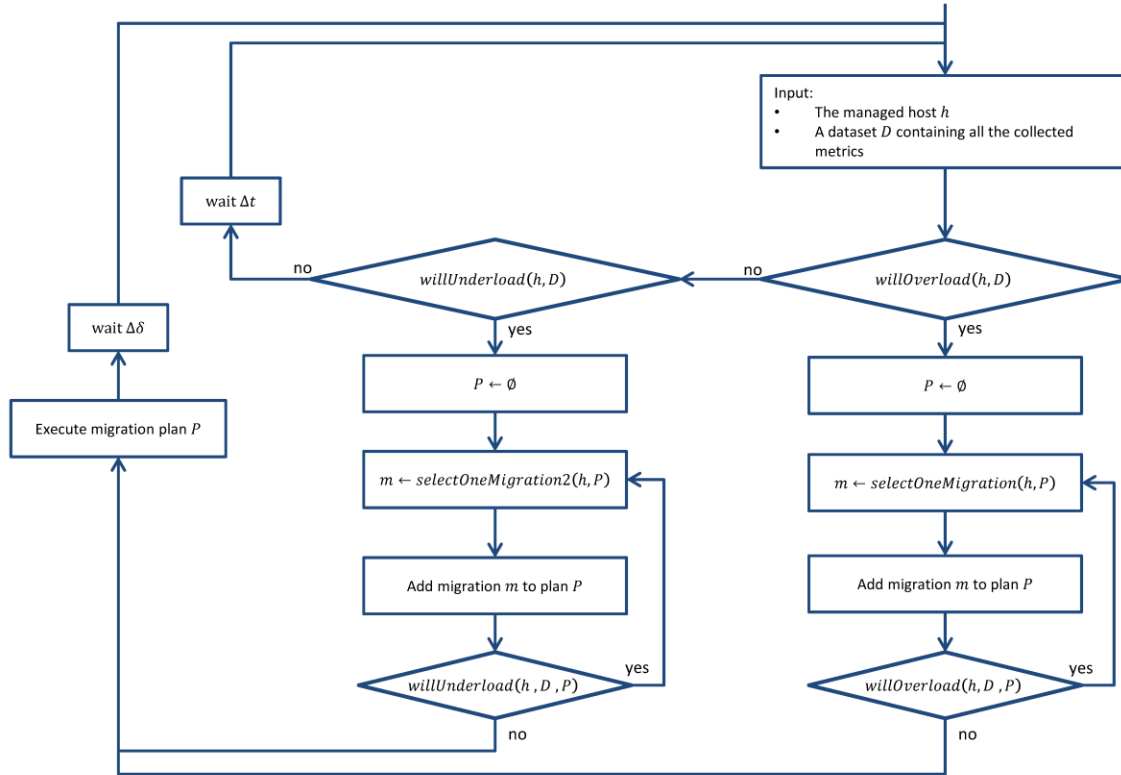 Input:
• The managed host h
• A dataset D containing all the collected
metrics
wait Δt
no
willUnderload(h, D)
no
willOverload(h, D)
wait Δδ
yes
yes
P ← ∅
P ← ∅
Execute migration plan P
m ← selectOneMigration2(h, P)
m ← selectOneMigration(h, P)
Add migration m to plan P
Add migration m to plan P
willUnderload(h , D , P)
yes
willOverload(h, D , P)
yes
no
no